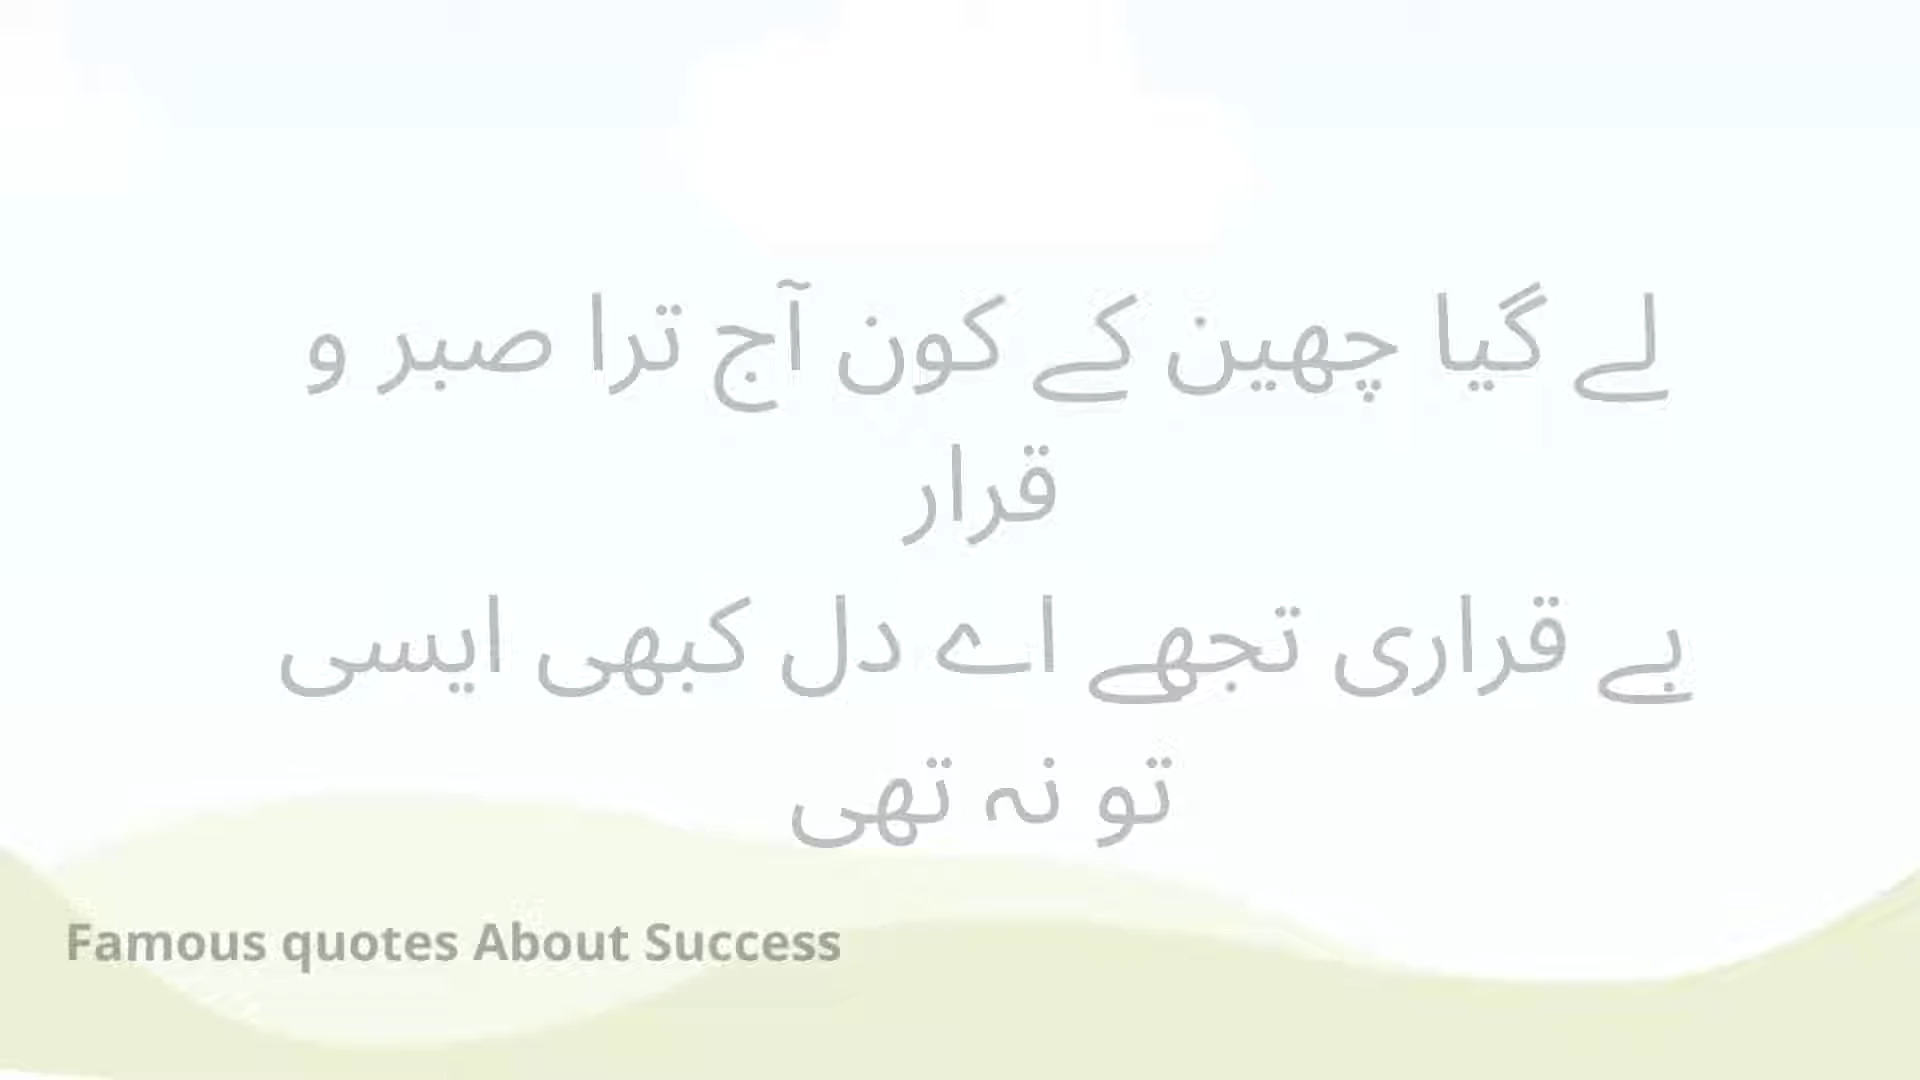 لے گیا چھین کے کون آج ترا صبر و
قرار
بے قراری تجھے اے دل کبھی ایسی
تو نہ تھی
Famous quotes About Success